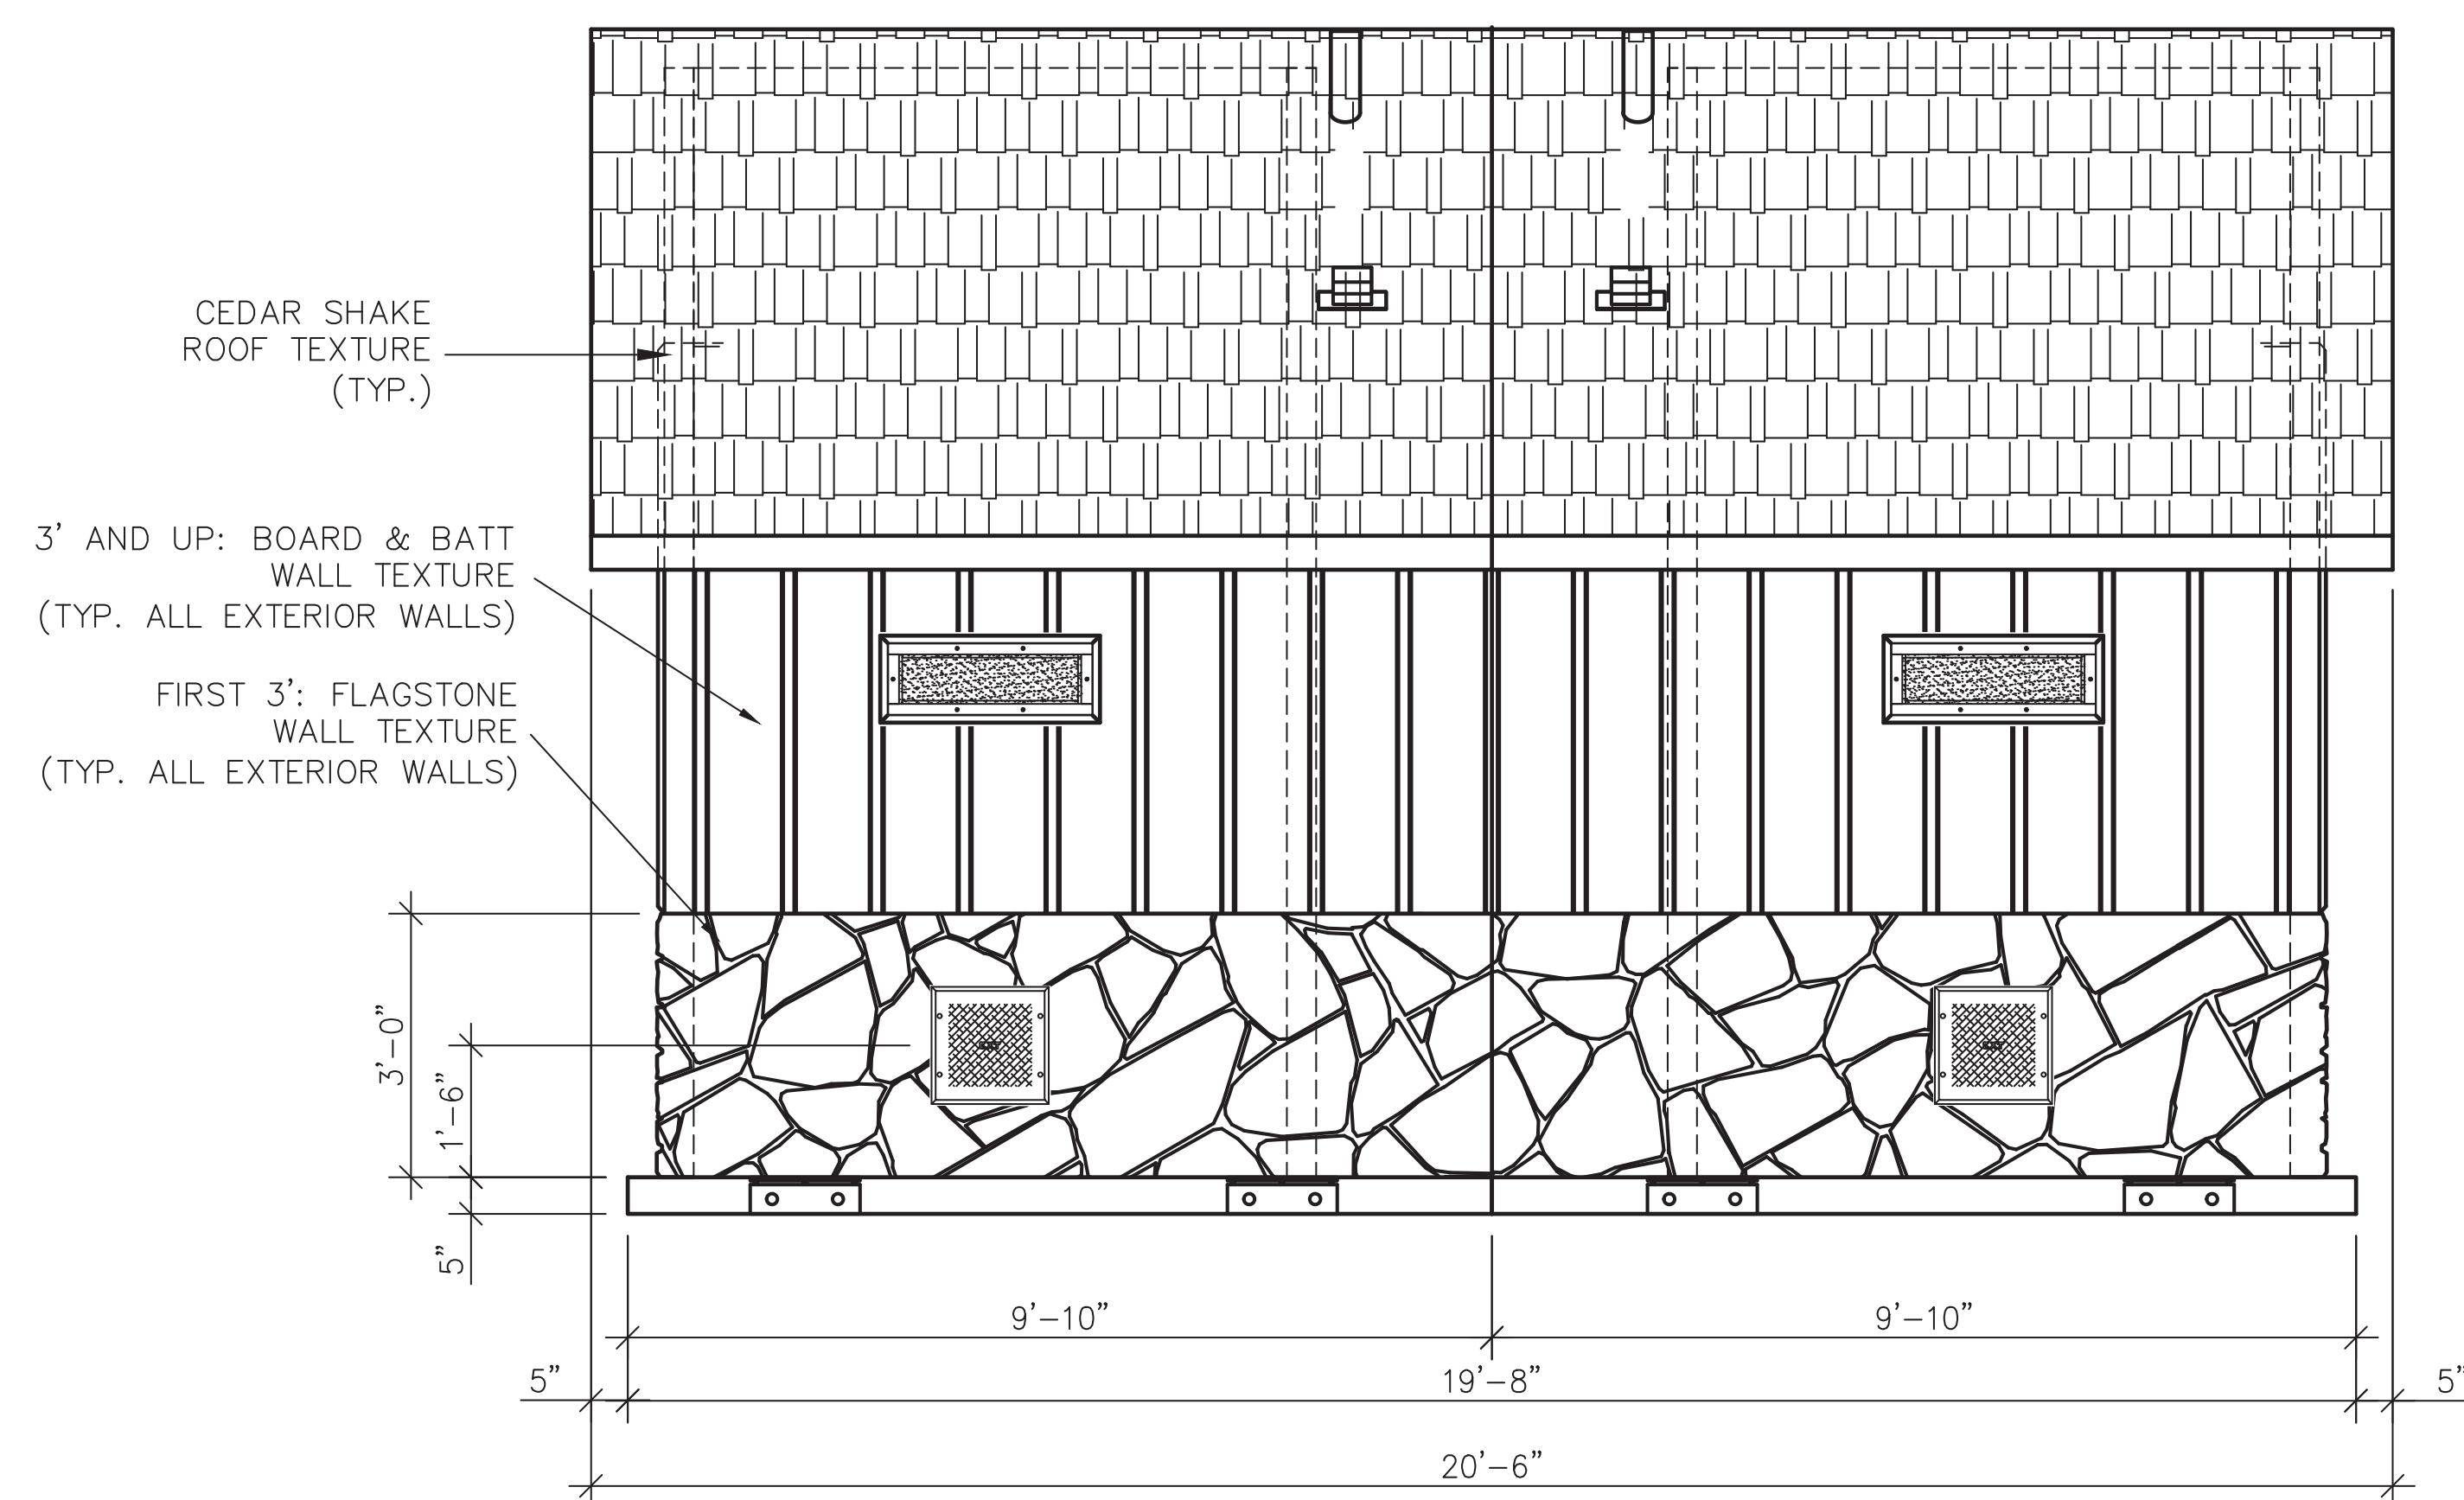 CEDAR SHAKE
ROOF TEXTURE
(TYP.)
3' AND UP: BOARD & BATT
WALL TEXTURE
(TYP. ALL EXTERIOR WALLS)
FIRST 3': FLAGSTONE
WALL TEXTURE
(TYP. ALL EXTERIOR WALLS)
3'-0"
1'-6"
5"
9'-10"
9'-10"
5"
19'-8"
5"
20'-6"